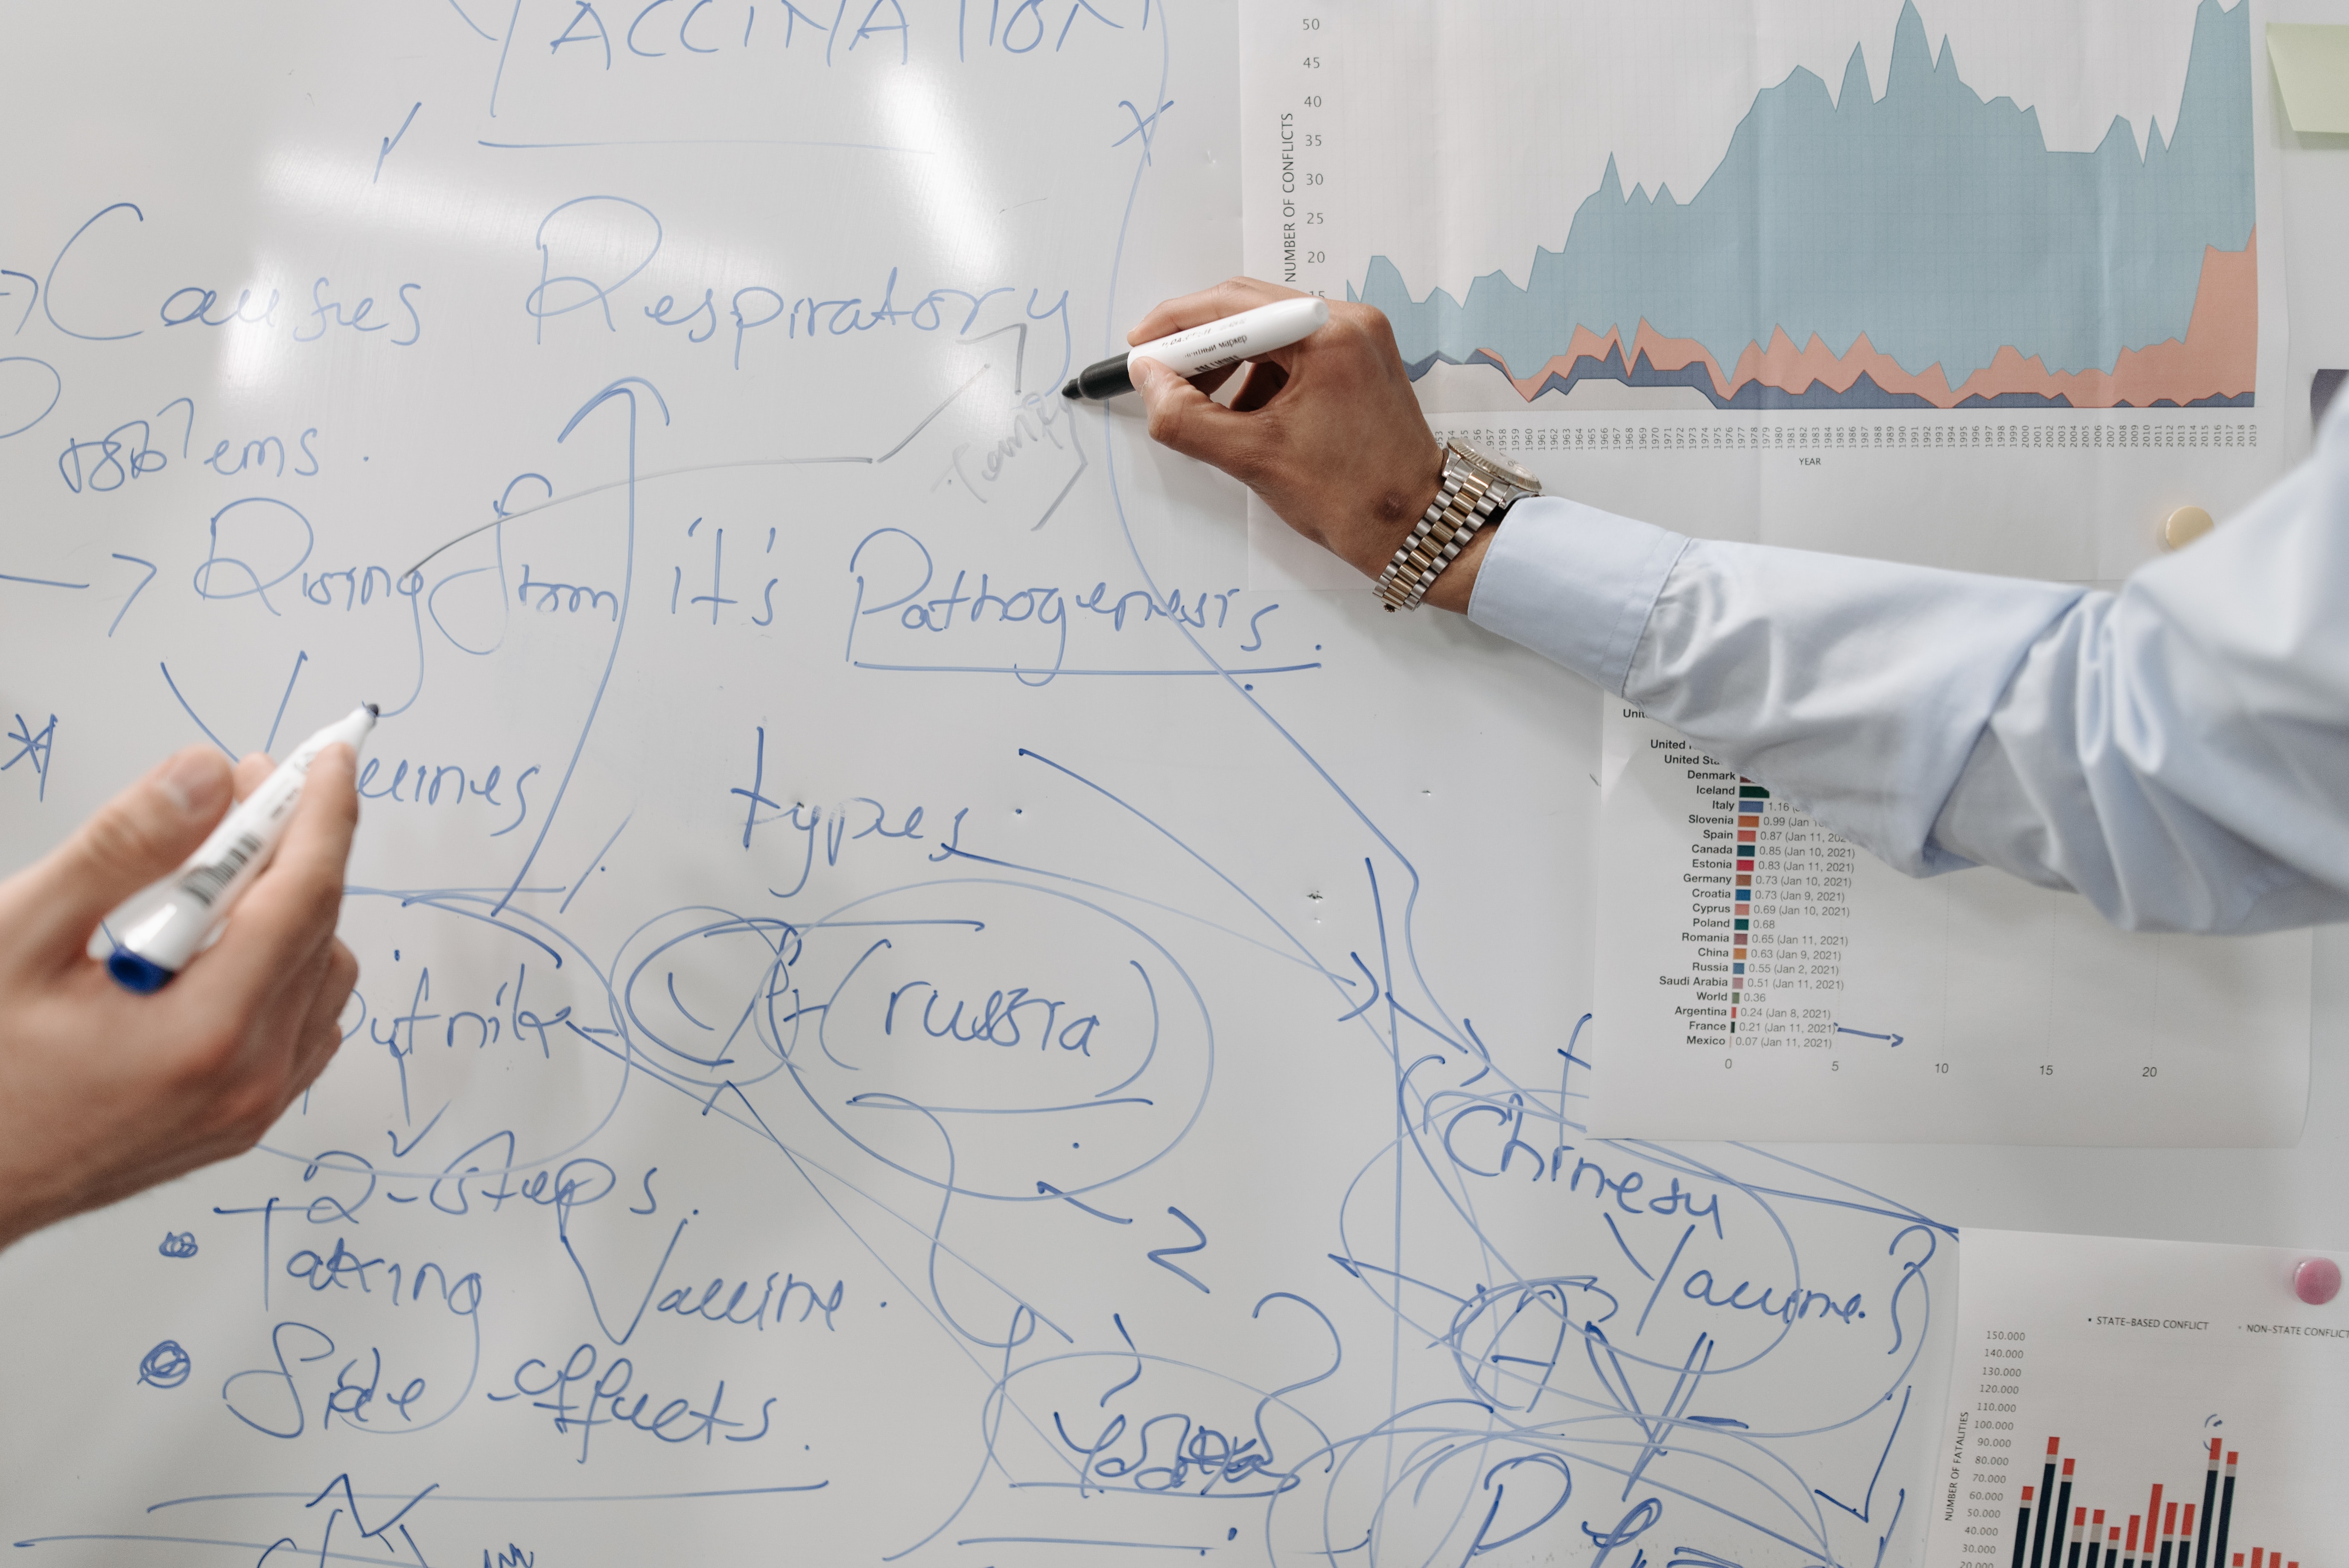 VACCINATION
Causes Respiratory
Problems.
Rising from it's Pathogenesis.
types.
(russia)
2-Steps.
Taking Vaccine.
Side effects.
2
Chinese
Vaccine.
?
50
45
40
35
30
25
20
15
NUMBER OF CONFLICTS
1957 1958 1959 1960 1961 1962 1963 1964 1965 1966 1967 1968 1969 1970 1971 1972 1973 1974 1975 1976 1977 1978 1979 1980 1981 1982 1983 1984 1985 1986 1987 1988 1989 1990 1991 1992 1993 1994 1995 1996 1997 1998 1999 2000 2001 2002 2003 2004 2005 2006 2007 2008 2009 2010 2011 2012 2013 2014 2015 2016 2017 2018 2019
YEAR
маркер
United
Denmark
Iceland
Italy 1.16
Slovenia 0.99 (Jan
Spain 0.87 (Jan 11, 2021
Canada 0.85 (Jan 10, 2021)
Estonia 0.83 (Jan 11, 2021)
Germany 0.73 (Jan 10, 2021)
Croatia 0.73 (Jan 9, 2021)
Cyprus 0.69 (Jan 10, 2021)
Poland 0.68
Romania 0.65 (Jan 11, 2021)
China 0.63 (Jan 9, 2021)
Russia 0.55 (Jan 2, 2021)
Saudi Arabia 0.51 (Jan 11, 2021)
World 0.36
Argentina 0.24 (Jan 8, 2021)
France 0.21 (Jan 11, 2021)
Mexico 0.07 (Jan 11, 2021)
0 5 10 15 20
• STATE-BASED CONFLICT • NON-STATE CONFLICT
150.000
140.000
130.000
120.000
110.000
100.000
90.000
80.000
70.000
60.000
50.000
40.000
30.000
20.000
NUMBER OF FATALITIES